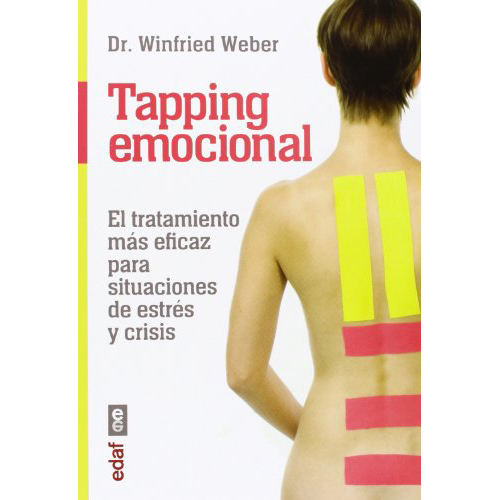 Dr. Winfried Weber
Tapping
emocional
El tratamiento
más eficaz
para
situaciones
de estrés
y crisis
edaf